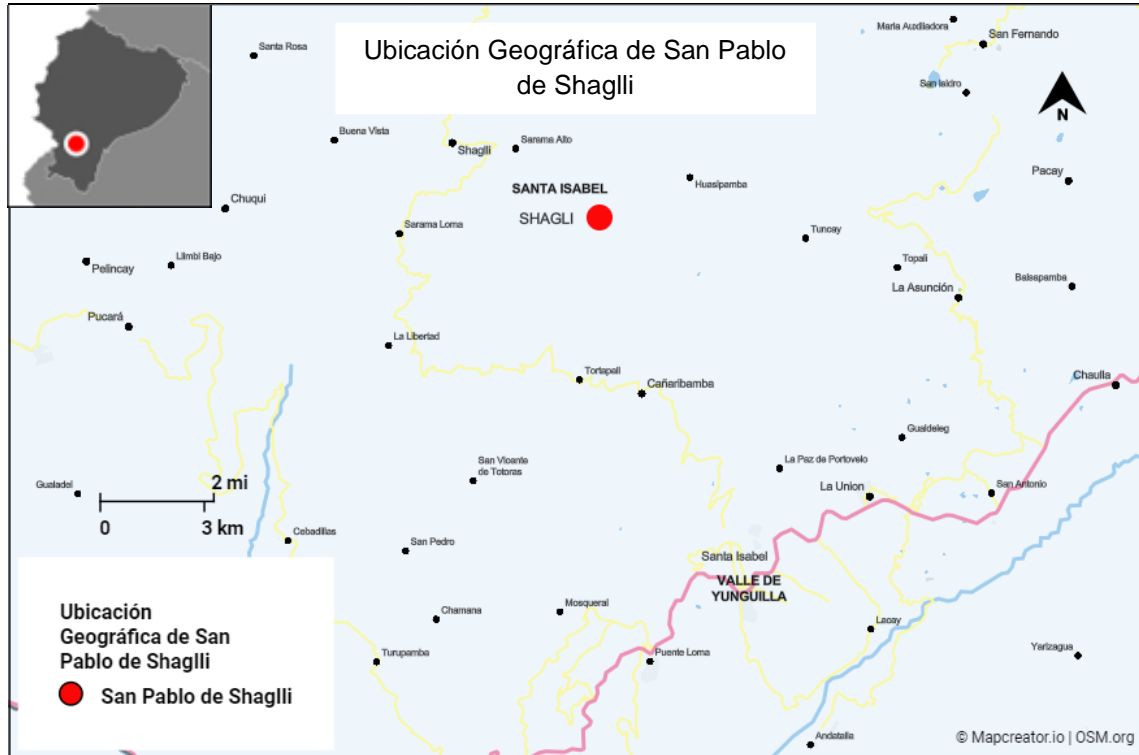 Ubicación Geográfica de San Pablo
de Shaglli
Maria Auxiliadora
San Fernando
Santa Rosa
San Isidro
N
Buena Vista
Shaglli
Sarama Alto
Pacay
Huasipamba
SANTA ISABEL
Chuqui
SHAGLI
Sarama Loma
Tuncay
Limbi Bajo
Pelincay
Topali
La Asunción
Balsapamba
Pucará
La Libertad
Tortapali
Cañaribamba
Chaulla
Gualdeleg
San Vicente
de Totoras
La Paz de Portovelo
Gualadel
2 mi
La Union
San Antonio
0
3 km
Cebadillas
San Pedro
Santa Isabel
VALLE DE
YUNGUILLA
Ubicación
Geográfica de San
Pablo de Shaglli
San Pablo de Shaglli
Chamana
Mosqueral
Lacay
Turupamba
Puente Loma
Yarizagua
Andatalia
© Mapcreator.io | OSM.org